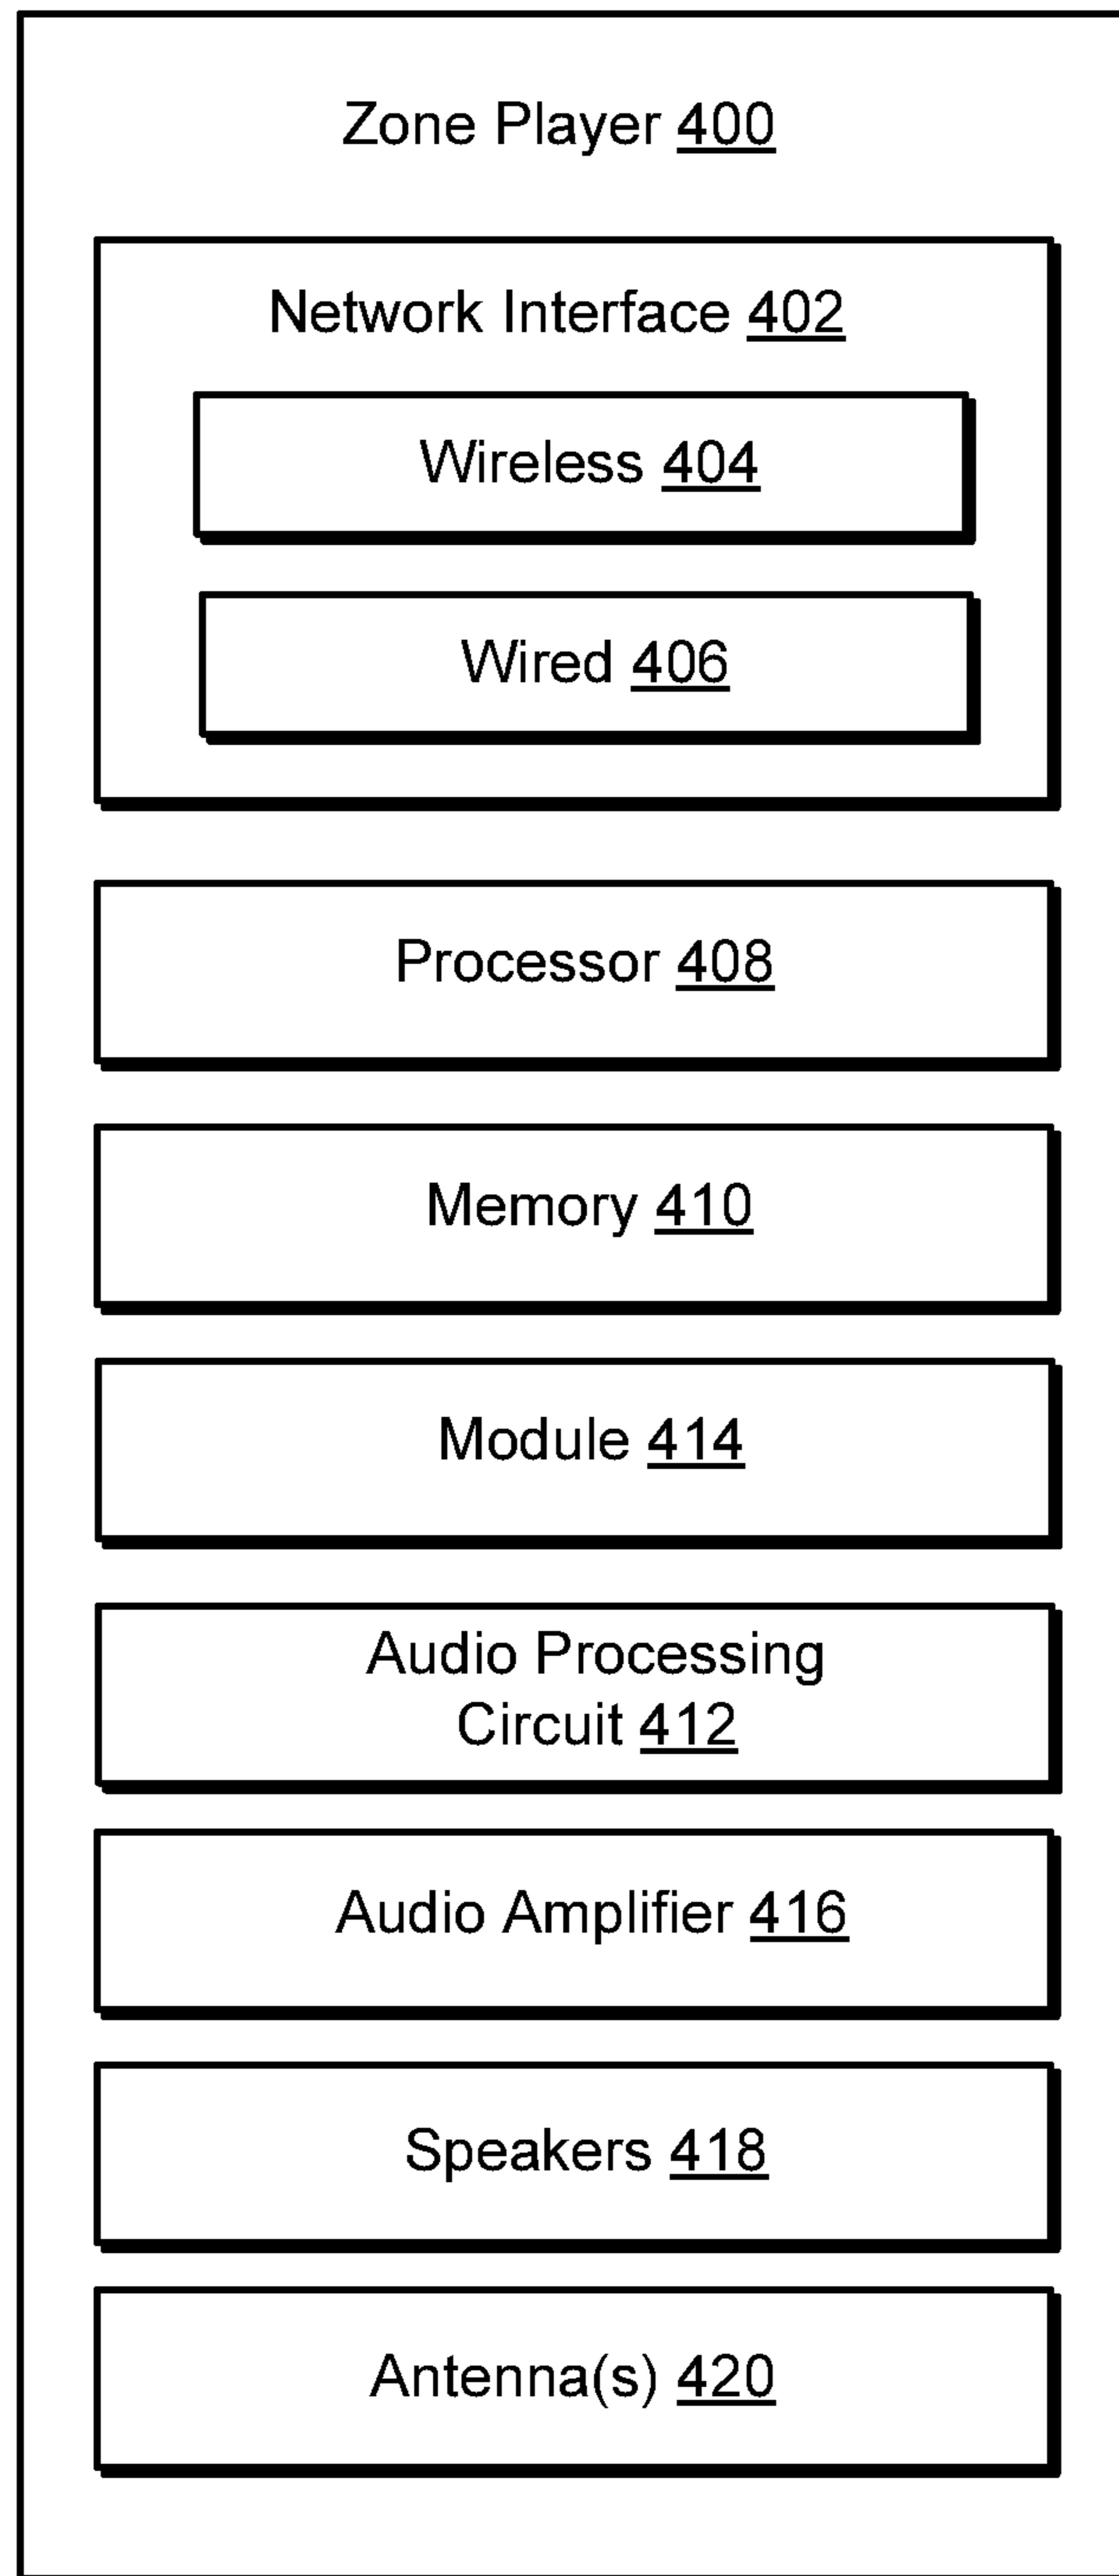 Zone Player 400
Network Interface 402
Wireless 404
Wired 406
Processor 408
Memory 410
Module 414
Audio Processing
Circuit 412
Audio Amplifier 416
Speakers 418
Antenna(s) 420